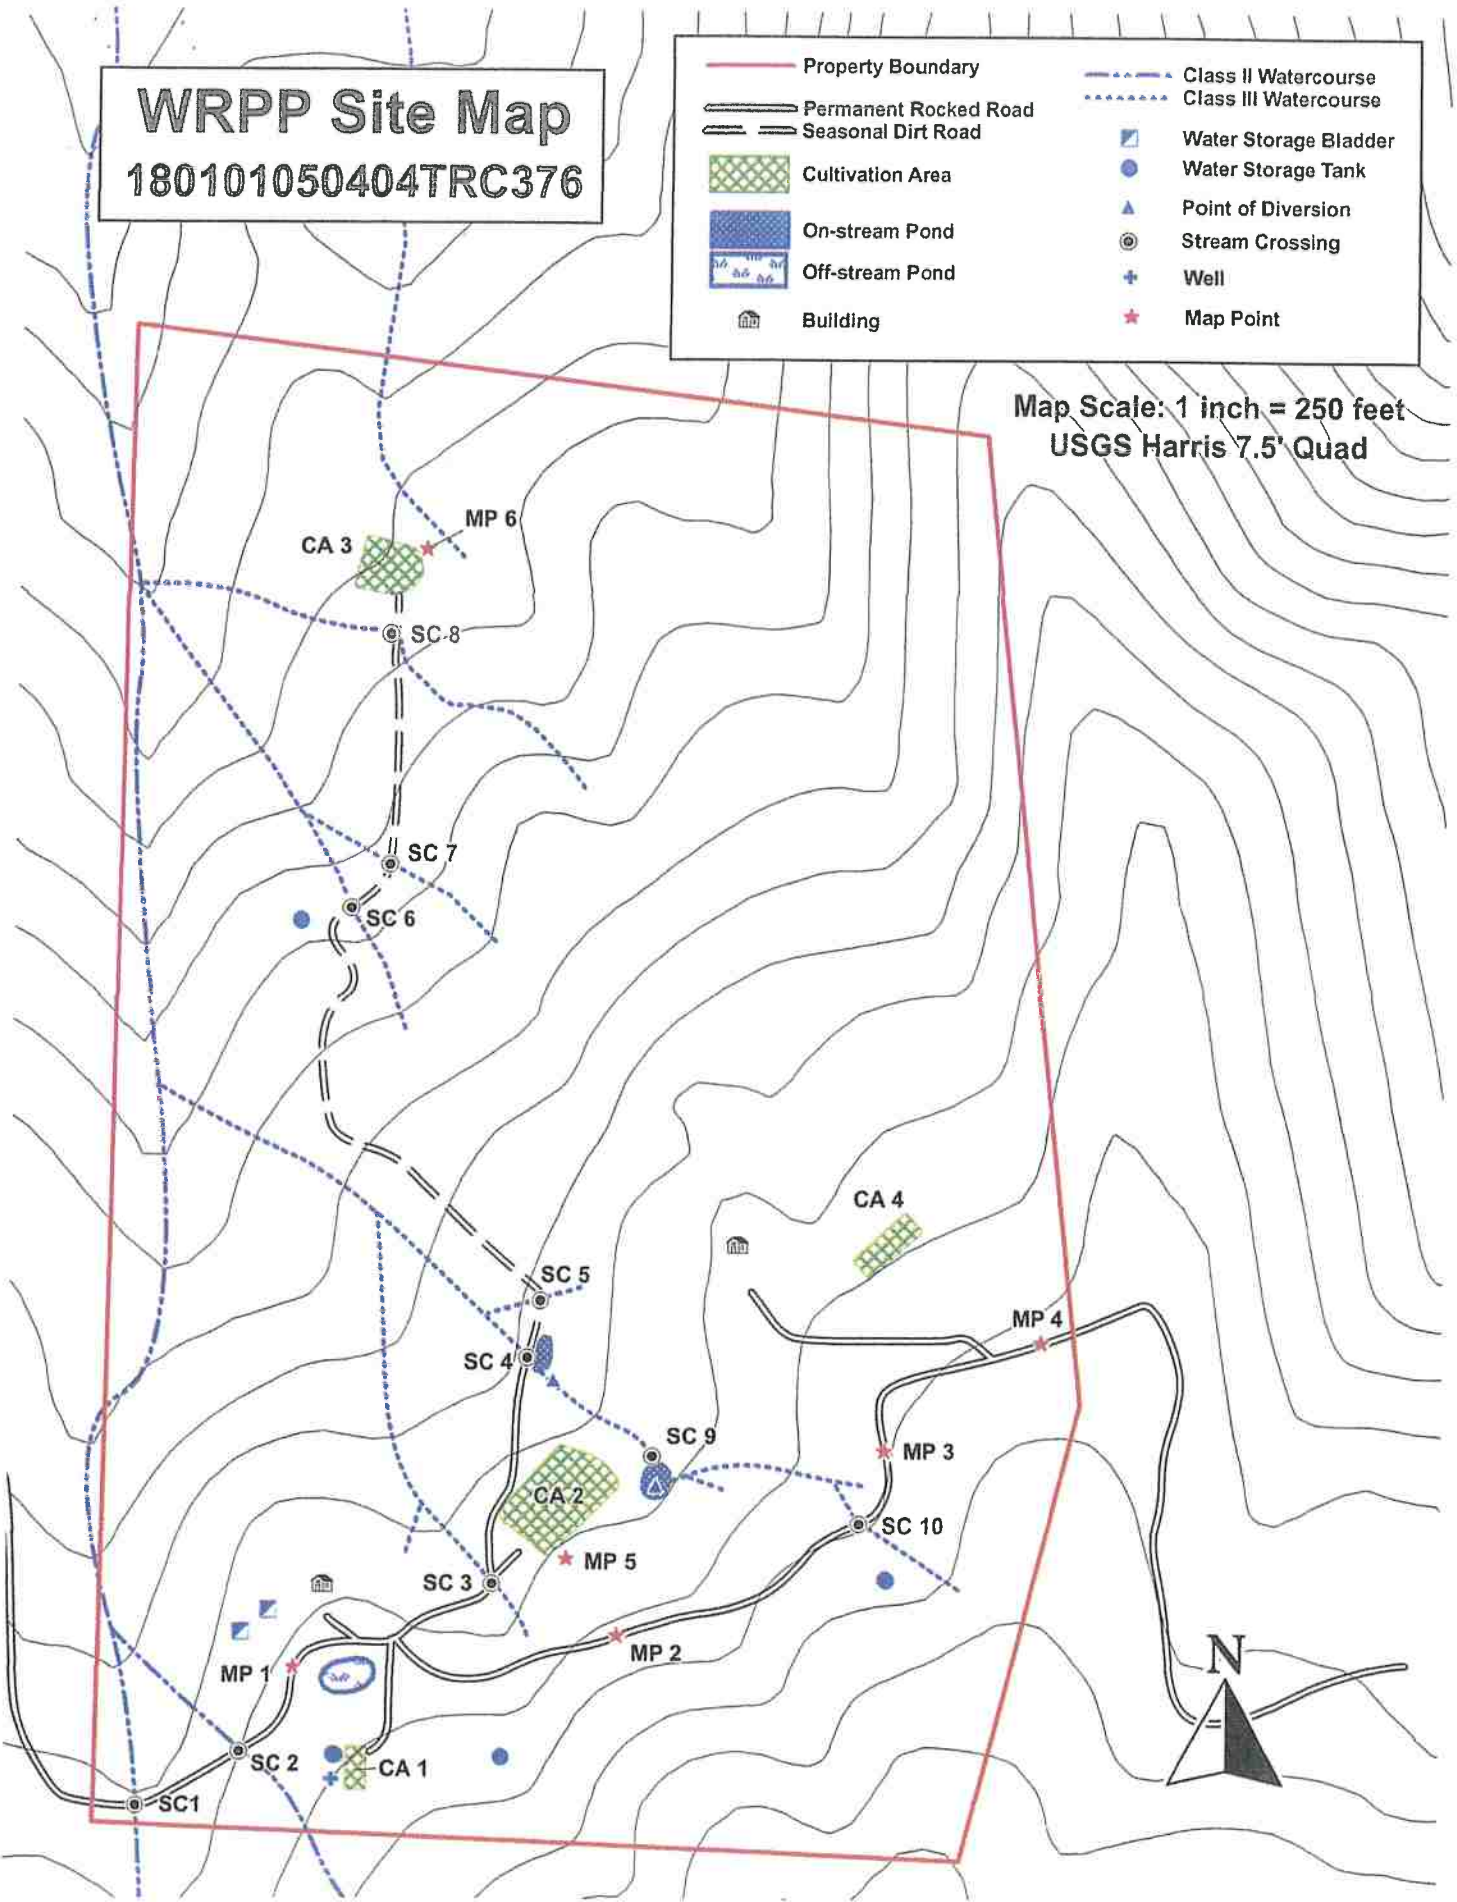 WRPP Site Map
180101050404TRC376
Property Boundary
Permanent Rocked Road
Seasonal Dirt Road
Cultivation Area
On-stream Pond
Off-stream Pond
Building
Class II Watercourse
Class III Watercourse
Water Storage Bladder
Water Storage Tank
Point of Diversion
Stream Crossing
Well
Map Point
Map Scale: 1 inch = 250 feet
USGS Harris 7.5' Quad
MP 6
CA 3
SC 8
SC 7
SC 6
CA 4
SC 5
MP 4
SC 4
SC 9
MP 3
CA 2
SC 10
MP 5
SC 3
MP 2
MP 1
N
SC 2
CA 1
SC1